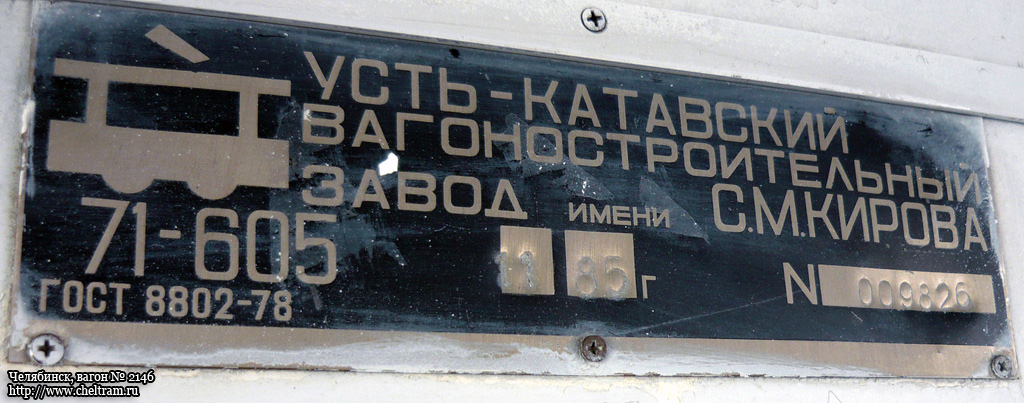 УСТЬ-КАТАВСКИЙ
ВАГОНОСТРОИТЕЛЬНЫЙ
ЗАВОД ИМЕНИ С.М.КИРОВА
71-605 11 85 г
ГОСТ 8802-78 N 009826
Челябинск, вагон № 2146
http://www.cheltram.ru